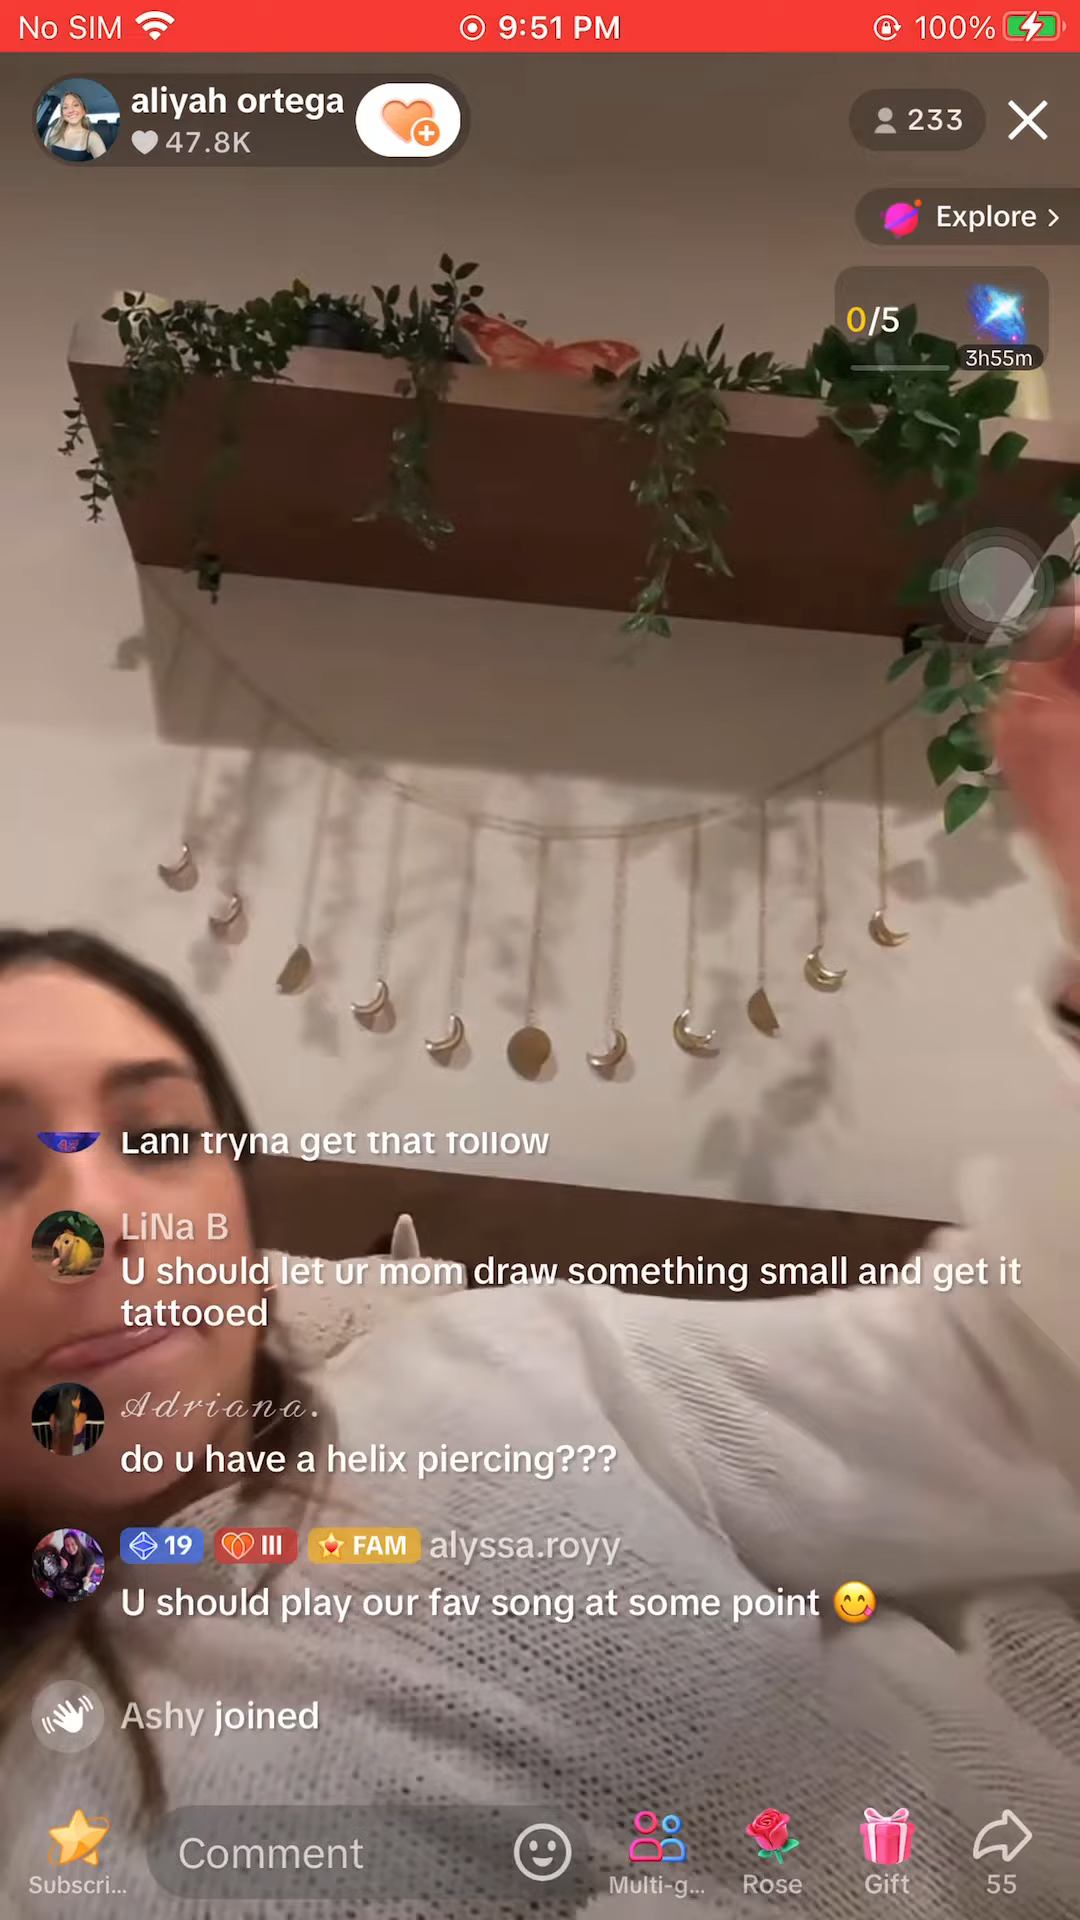 No SIM 9:51 PM 100%
aliyah ortega
47.8K
233
Explore >
0/5
3h55m
Lani tryna get that follow
LiNa B
U should let ur mom draw something small and get it
tattooed
𝒜𝒹𝓇𝒾𝒶𝓃𝒶.
do u have a helix piercing???
19 III FAM alyssa.royy
U should play our fav song at some point 😋
Ashy joined
Subscri...
Comment
Multi-g...
Rose
Gift
55